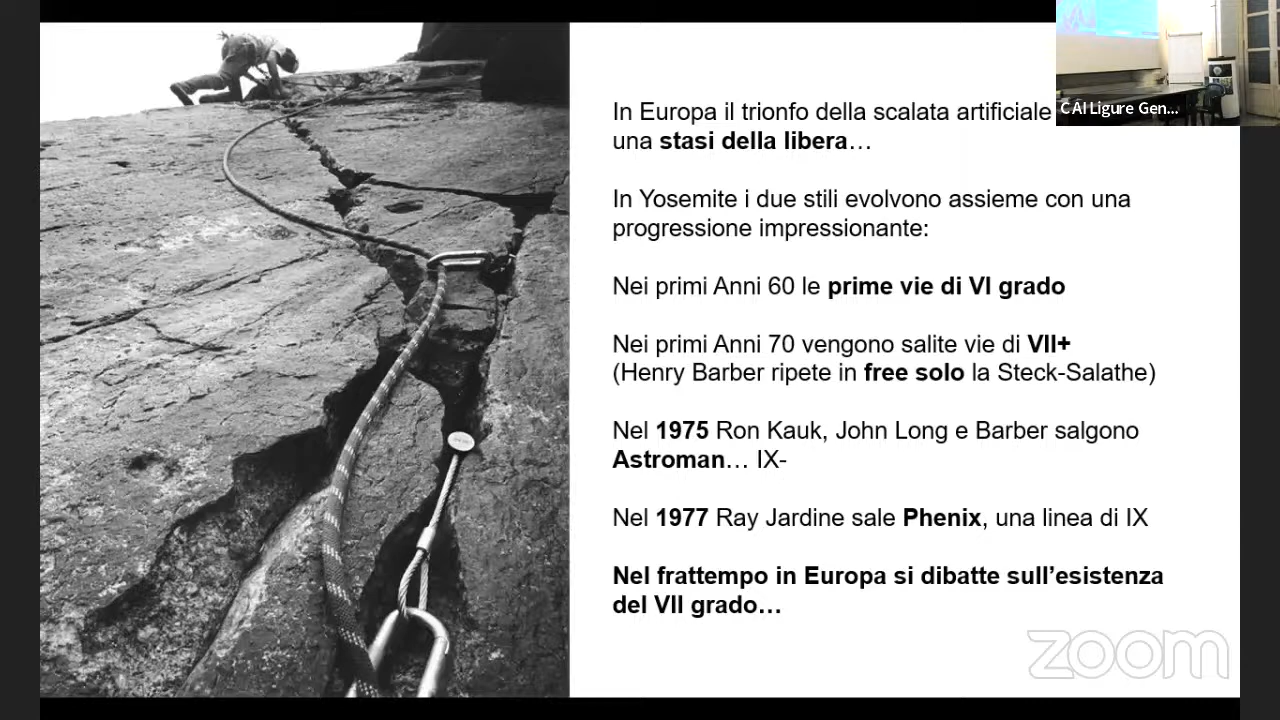 In Europa il trionfo della scalata artificiale
una stasi della libera…
In Yosemite i due stili evolvono assieme con una
progressione impressionante:
Nei primi Anni 60 le prime vie di VI grado
Nei primi Anni 70 vengono salite vie di VII+
(Henry Barber ripete in free solo la Steck-Salathe)
Nel 1975 Ron Kauk, John Long e Barber salgono
Astroman… IX-
Nel 1977 Ray Jardine sale Phenix, una linea di IX
Nel frattempo in Europa si dibatte sull’esistenza
del VII grado…
CAI Ligure Gen...
zoom